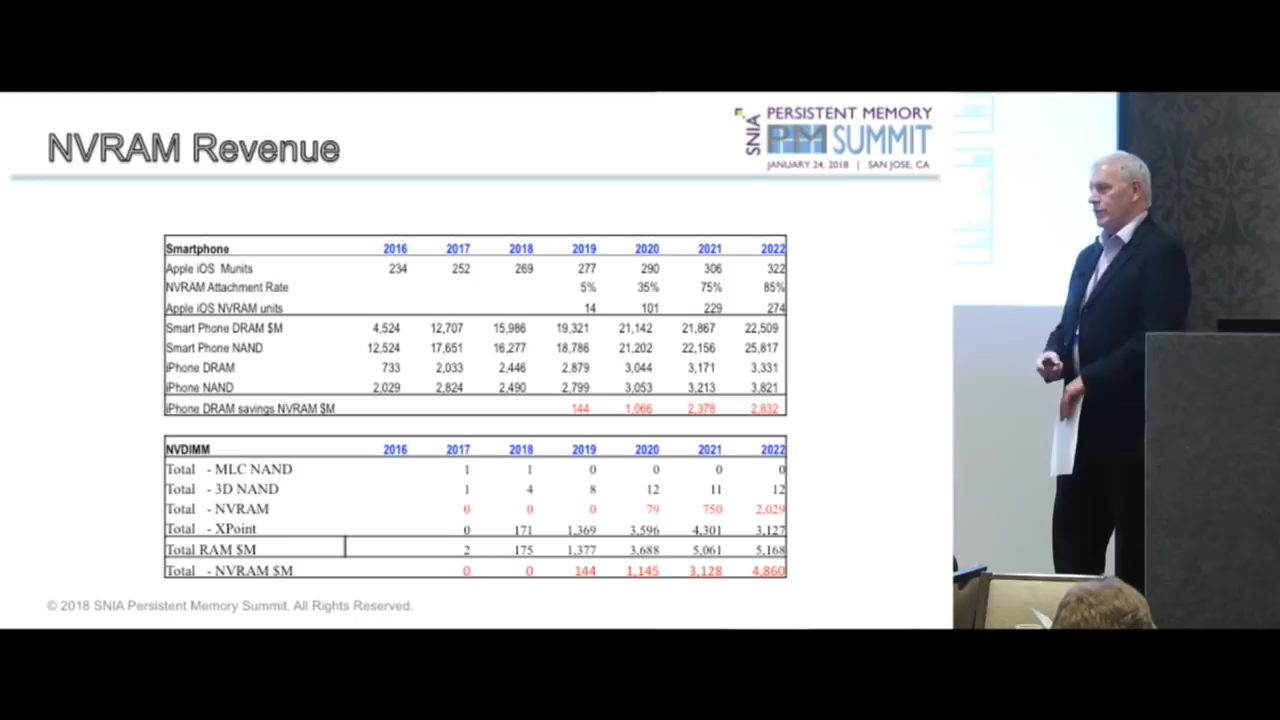 NVRAM Revenue
SNIA
PERSISTENT MEMORY
PM SUMMIT
JANUARY 24, 2018 | SAN JOSE, CA
Smartphone 2016 2017 2018 2019 2020 2021 2022
Apple iOS Munits 234 252 269 277 290 306 322
NVRAM Attachment Rate 5% 35% 75% 85%
Apple iOS NVRAM units 14 101 229 274
Smart Phone DRAM $M 4,524 12,707 15,986 19,321 21,142 21,867 22,509
Smart Phone NAND 12,524 17,651 16,277 18,786 21,202 22,156 25,817
iPhone DRAM 733 2,033 2,446 2,879 3,044 3,171 3,331
iPhone NAND 2,029 2,824 2,490 2,799 3,053 3,213 3,821
iPhone DRAM savings NVRAM $M 144 1,066 2,378 2,832
NVDIMM 2016 2017 2018 2019 2020 2021 2022
Total - MLC NAND 1 1 0 0 0 0
Total - 3D NAND 1 4 8 12 11 12
Total - NVRAM 0 0 0 79 750 2,029
Total - XPoint 0 171 1,369 3,596 4,301 3,127
Total RAM $M 2 175 1,377 3,688 5,061 5,168
Total - NVRAM $M 0 0 144 1,145 3,128 4,860
© 2018 SNIA Persistent Memory Summit. All Rights Reserved.